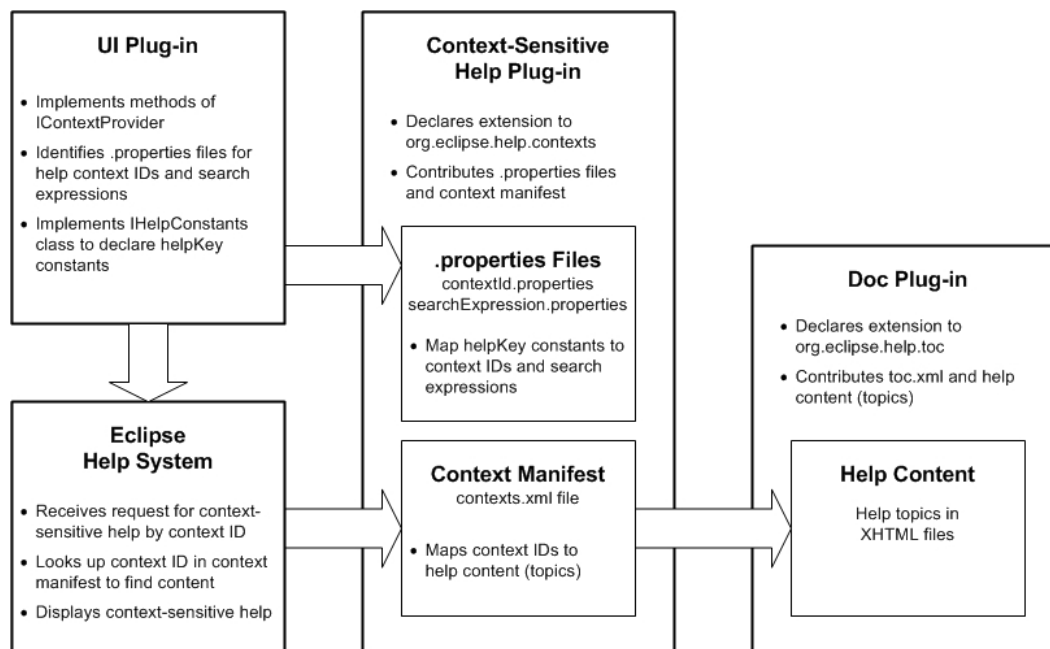 UI Plug-in
• Implements methods of
IContextProvider
• Identifies .properties files for
help context IDs and search
expressions
• Implements IHelpConstants
class to declare helpKey
constants
Eclipse
Help System
• Receives request for context-
sensitive help by context ID
• Looks up context ID in context
manifest to find content
• Displays context-sensitive help
Context-Sensitive
Help Plug-in
• Declares extension to
org.eclipse.help.contexts
• Contributes .properties files
and context manifest
.properties Files
contextId.properties
searchExpression.properties
• Map helpKey constants to
context IDs and search
expressions
Context Manifest
contexts.xml file
• Maps context IDs to
help content (topics)
Doc Plug-in
• Declares extension to
org.eclipse.help.toc
• Contributes toc.xml and help
content (topics)
Help Content
Help topics in
XHTML files